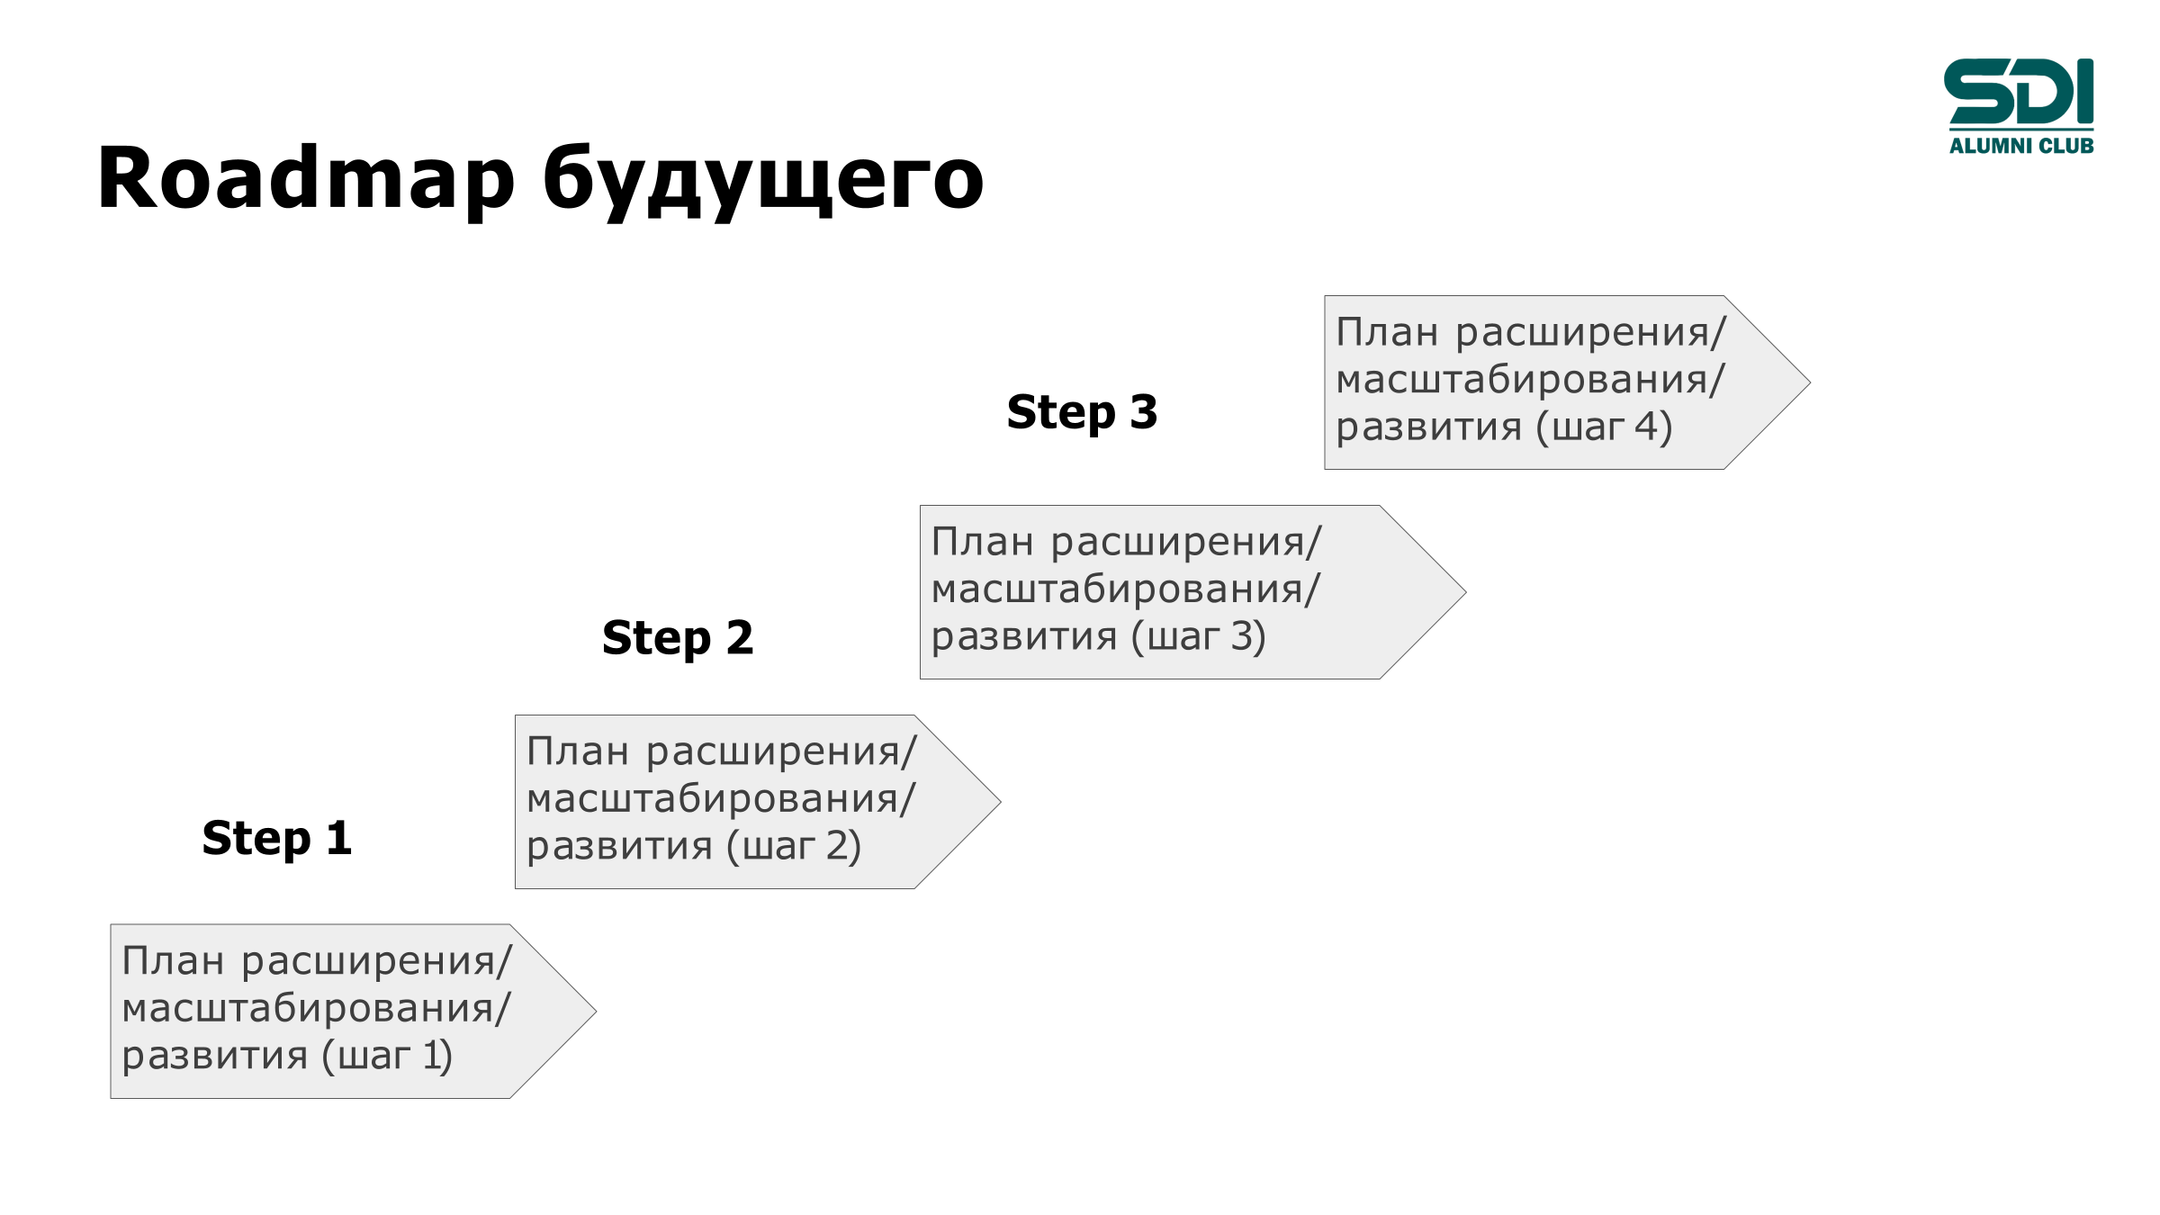 SDI
ALUMNI CLUB
Roadmap будущего
Step 1
План расширения/
масштабирования/
развития (шаг 1)
Step 2
План расширения/
масштабирования/
развития (шаг 2)
Step 3
План расширения/
масштабирования/
развития (шаг 3)
План расширения/
масштабирования/
развития (шаг 4)